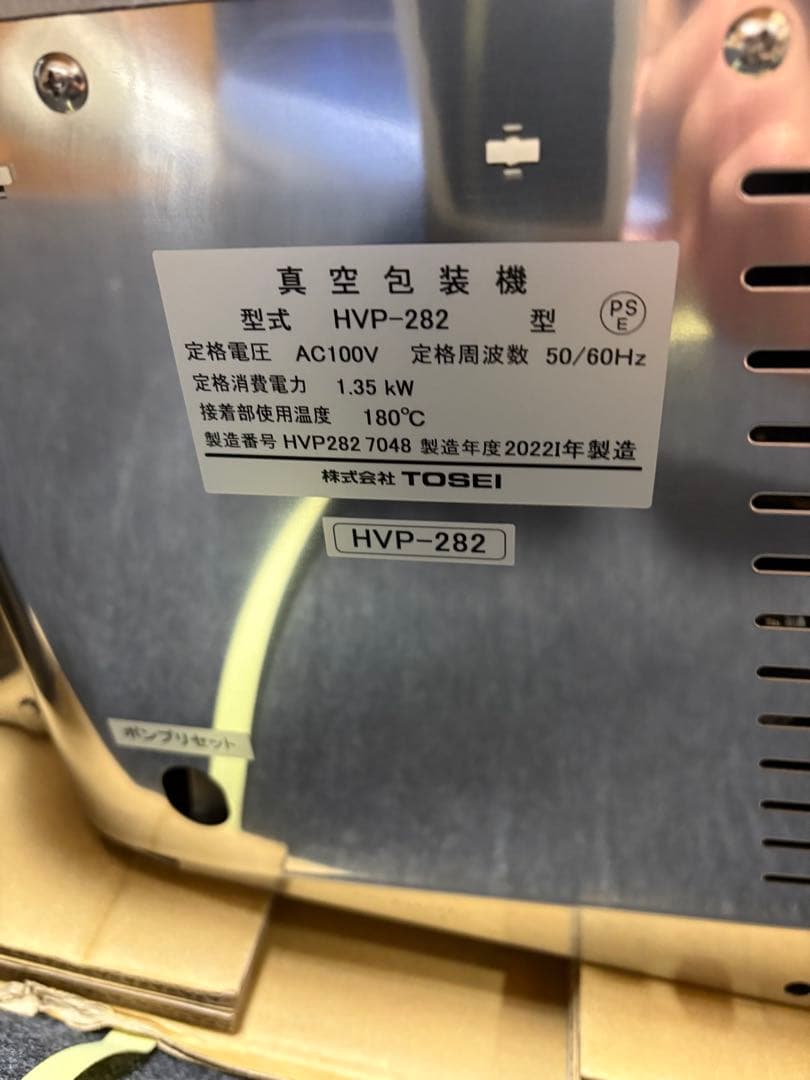 真空包装機
型式 HVP-282 型 PSE
定格電圧 AC100V 定格周波数 50/60Hz
定格消費電力 1.35 kW
接着部使用温度 180℃
製造番号 HVP282 7048 製造年度2022I年製造
株式会社 TOSEI
HVP-282
ポンプリセット